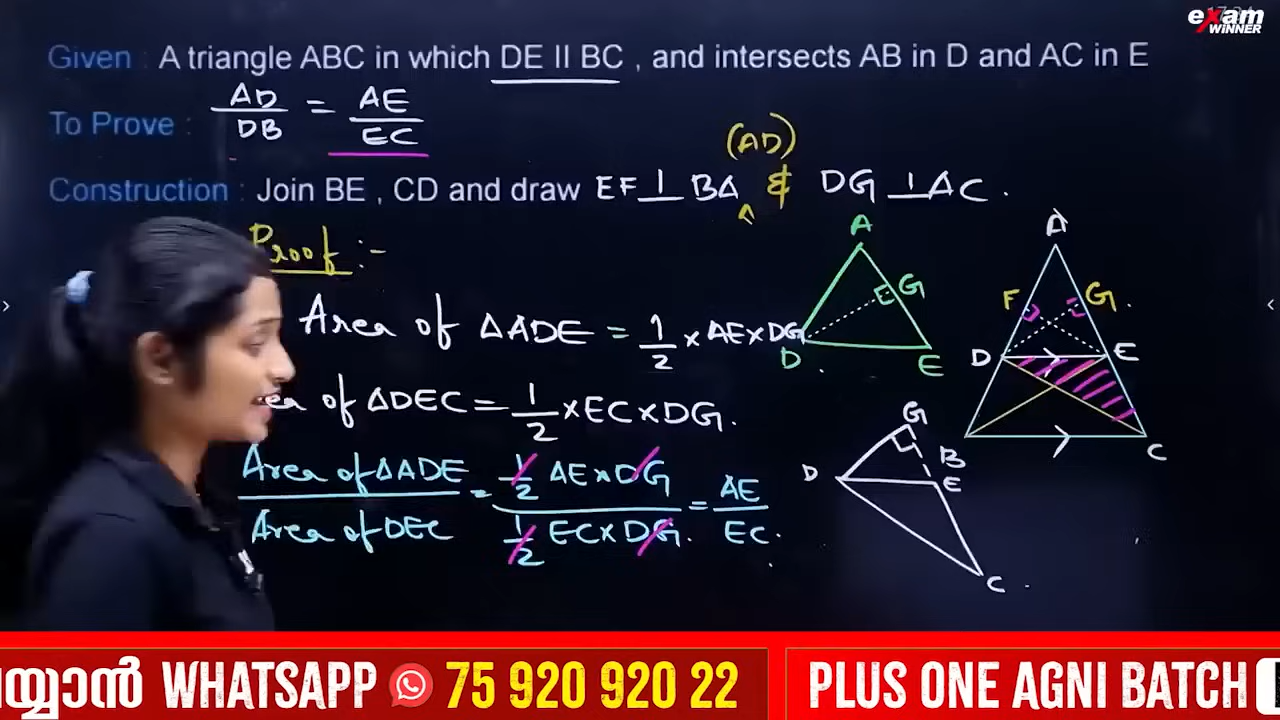 exam
WINNER
Given : A triangle ABC in which DE II BC , and intersects AB in D and AC in E
To Prove : AD/DB = AE/EC
(AD)
Construction : Join BE , CD and draw EF ⊥ BA ^ & DG ⊥ AC .
Proof :-
Area of ΔADE = 1/2 × AE × DG
ea of ΔDEC = 1/2 × EC × DG.
Area of ΔADE / Area of DEC = 1/2 AE × DG / 1/2 EC × DG. = AE / EC.
A
G
D
E
A
F
G
D
E
B
C
G
D
E
C
യ്യാൻ WHATSAPP 75 920 920 22
PLUS ONE AGNI BATCH